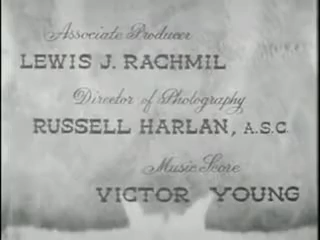 Associate Producer
LEWIS J. RACHMIL
Director of Photography
RUSSELL HARLAN, A.S.C.
Music Score
VICTOR YOUNG